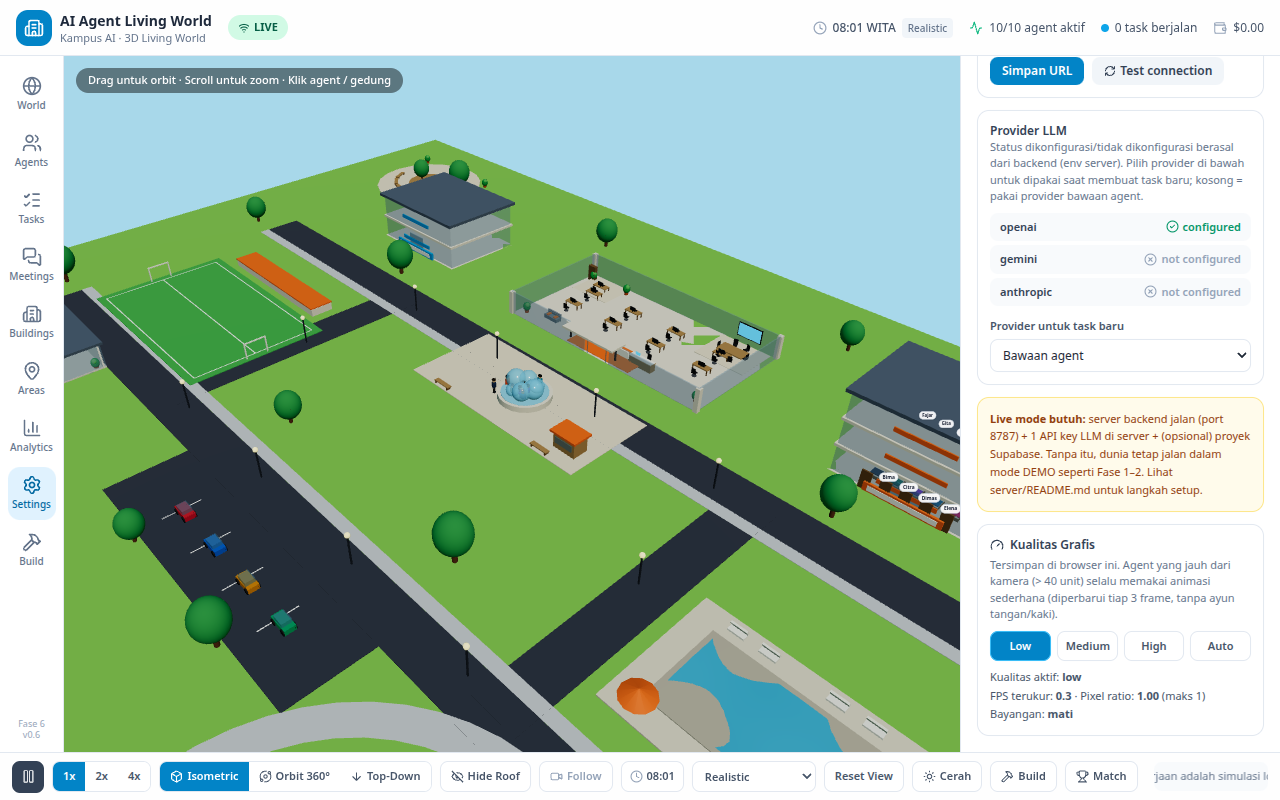 AI Agent Living World
Kampus AI · 3D Living World
LIVE
08:01 WITA
Realistic
10/10 agent aktif
0 task berjalan
$0.00
Drag untuk orbit · Scroll untuk zoom · Klik agent / gedung
World
Agents
Tasks
Meetings
Buildings
Areas
Analytics
Settings
Build
Fase 6
v0.6
Fajar
Elsa
Bima
Citra
Dimas
Elena
Simpan URL
Test connection
Provider LLM
Status dikonfigurasi/tidak dikonfigurasi berasal
dari backend (env server). Pilih provider di bawah
untuk dipakai saat membuat task baru; kosong =
pakai provider bawaan agent.
openai
configured
gemini
not configured
anthropic
not configured
Provider untuk task baru
Bawaan agent
Live mode butuh: server backend jalan (port
8787) + 1 API key LLM di server + (opsional) proyek
Supabase. Tanpa itu, dunia tetap jalan dalam
mode DEMO seperti Fase 1–2. Lihat
server/README.md untuk langkah setup.
Kualitas Grafis
Tersimpan di browser ini. Agent yang jauh dari
kamera (> 40 unit) selalu memakai animasi
sederhana (diperbarui tiap 3 frame, tanpa ayun
tangan/kaki).
Low
Medium
High
Auto
Kualitas aktif: low
FPS terukur: 0.3 · Pixel ratio: 1.00 (maks 1)
Bayangan: mati
1x
2x
4x
Isometric
Orbit 360°
Top-Down
Hide Roof
Follow
08:01
Realistic
Reset View
Cerah
Build
Match
adalah simulasi